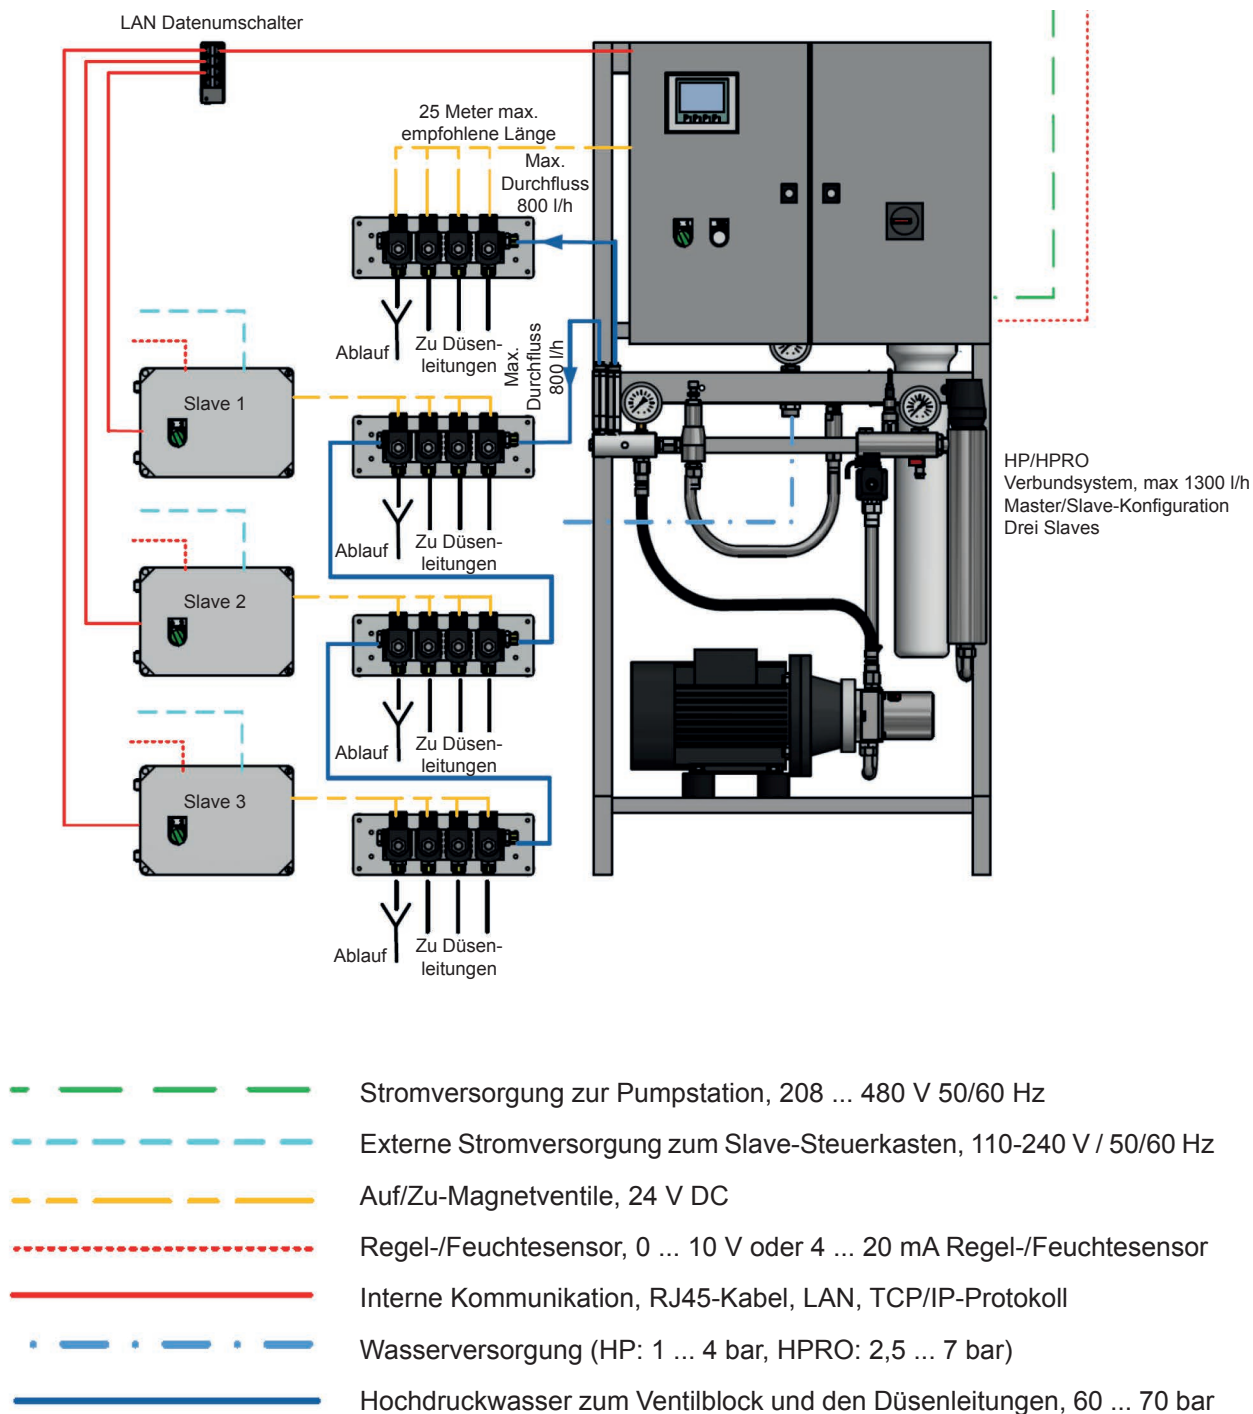 LAN Datenumschalter
25 Meter max.
empfohlene Länge
Max.
Durchfluss
800 l/h
Ablauf
Zu Düsen-
leitungen
Max.
Durchfluss
800 l/h
Slave 1
Ablauf
Zu Düsen-
leitungen
HP/HPRO
Verbundsystem, max 1300 l/h
Master/Slave-Konfiguration
Drei Slaves
Slave 2
Ablauf
Zu Düsen-
leitungen
Slave 3
Ablauf
Zu Düsen-
leitungen
Stromversorgung zur Pumpstation, 208 ... 480 V 50/60 Hz
Externe Stromversorgung zum Slave-Steuerkasten, 110-240 V / 50/60 Hz
Auf/Zu-Magnetventile, 24 V DC
Regel-/Feuchtesensor, 0 ... 10 V oder 4 ... 20 mA Regel-/Feuchtesensor
Interne Kommunikation, RJ45-Kabel, LAN, TCP/IP-Protokoll
Wasserversorgung (HP: 1 ... 4 bar, HPRO: 2,5 ... 7 bar)
Hochdruckwasser zum Ventilblock und den Düsenleitungen, 60 ... 70 bar